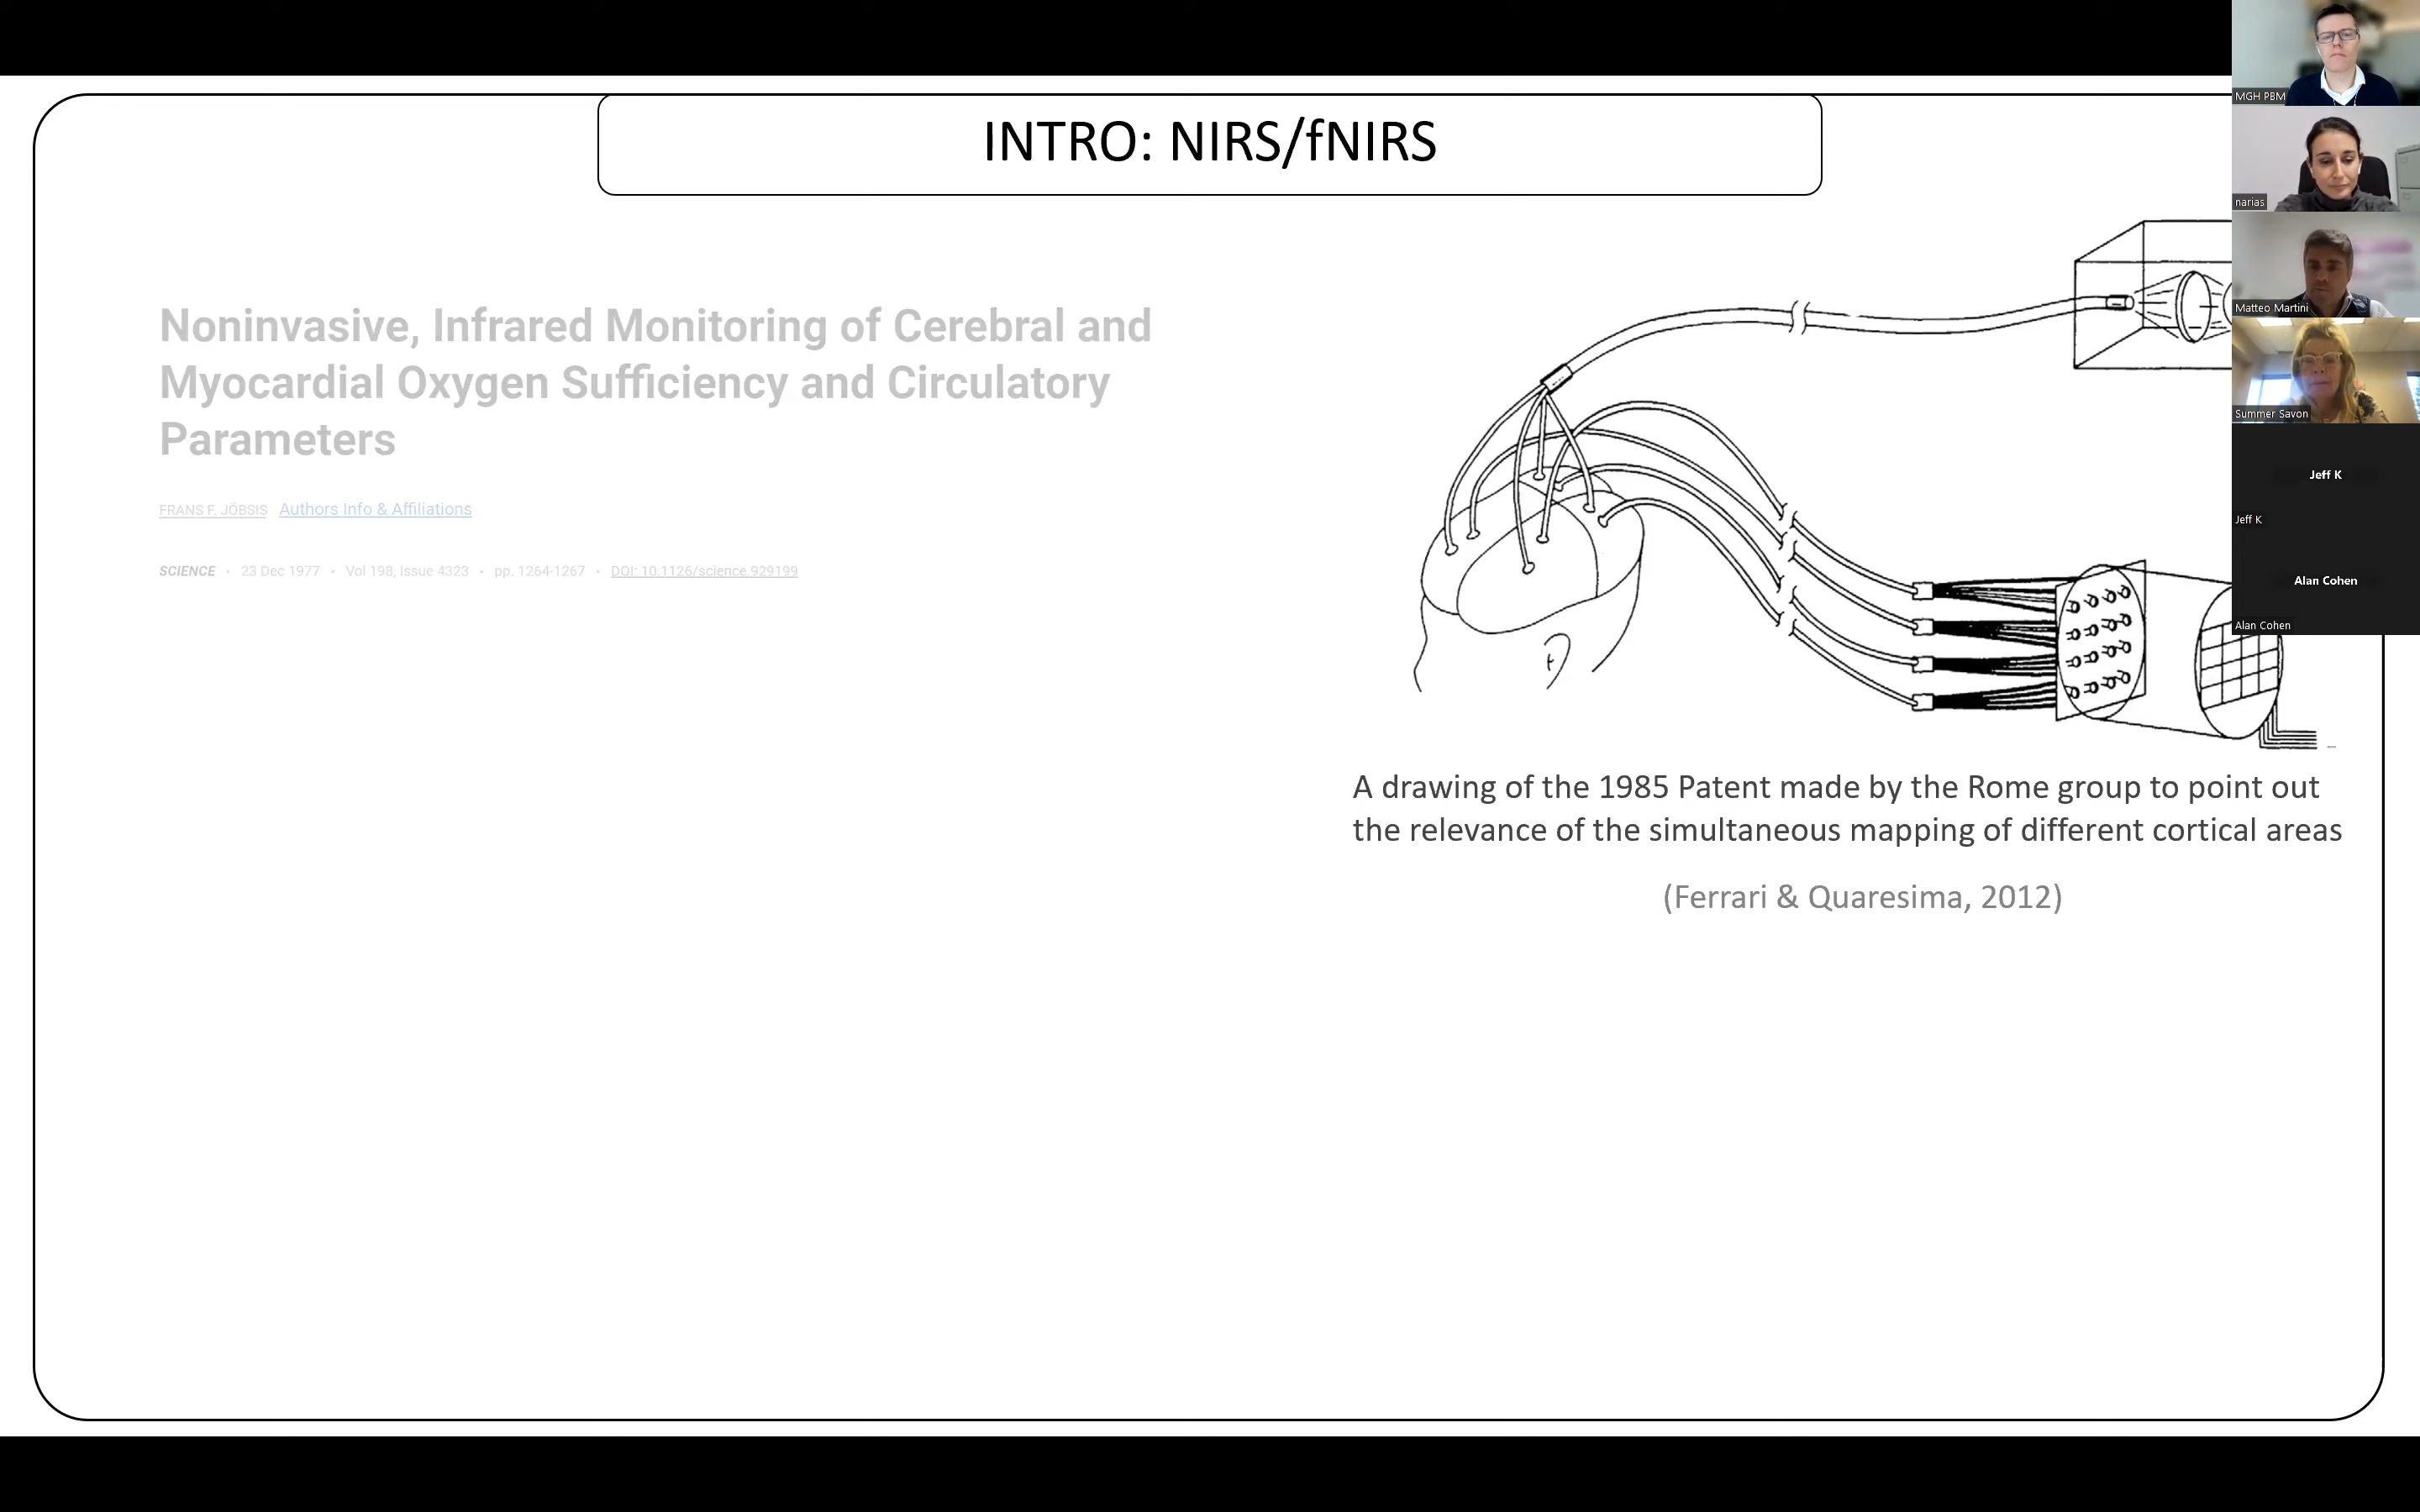 INTRO: NIRS/fNIRS
Noninvasive, Infrared Monitoring of Cerebral and
Myocardial Oxygen Sufficiency and Circulatory
Parameters
FRANS F. JÖBSIS Authors Info & Affiliations
SCIENCE • 23 Dec 1977 • Vol 198, Issue 4323 • pp. 1264-1267 • DOI: 10.1126/science.929199
A drawing of the 1985 Patent made by the Rome group to point out
the relevance of the simultaneous mapping of different cortical areas
(Ferrari & Quaresima, 2012)
MGH PBM
narias
Matteo Martini
Summer Savon
Jeff K
Jeff K
Alan Cohen
Alan Cohen